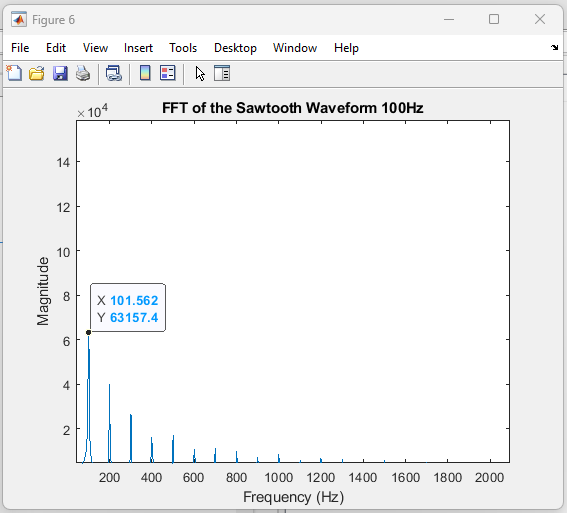 Figure 6
File Edit View Insert Tools Desktop Window Help
×10⁴
FFT of the Sawtooth Waveform 100Hz
14
12
10
8
6
4
2
Magnitude
X 101.562
Y 63157.4
200 400 600 800 1000 1200 1400 1600 1800 2000
Frequency (Hz)